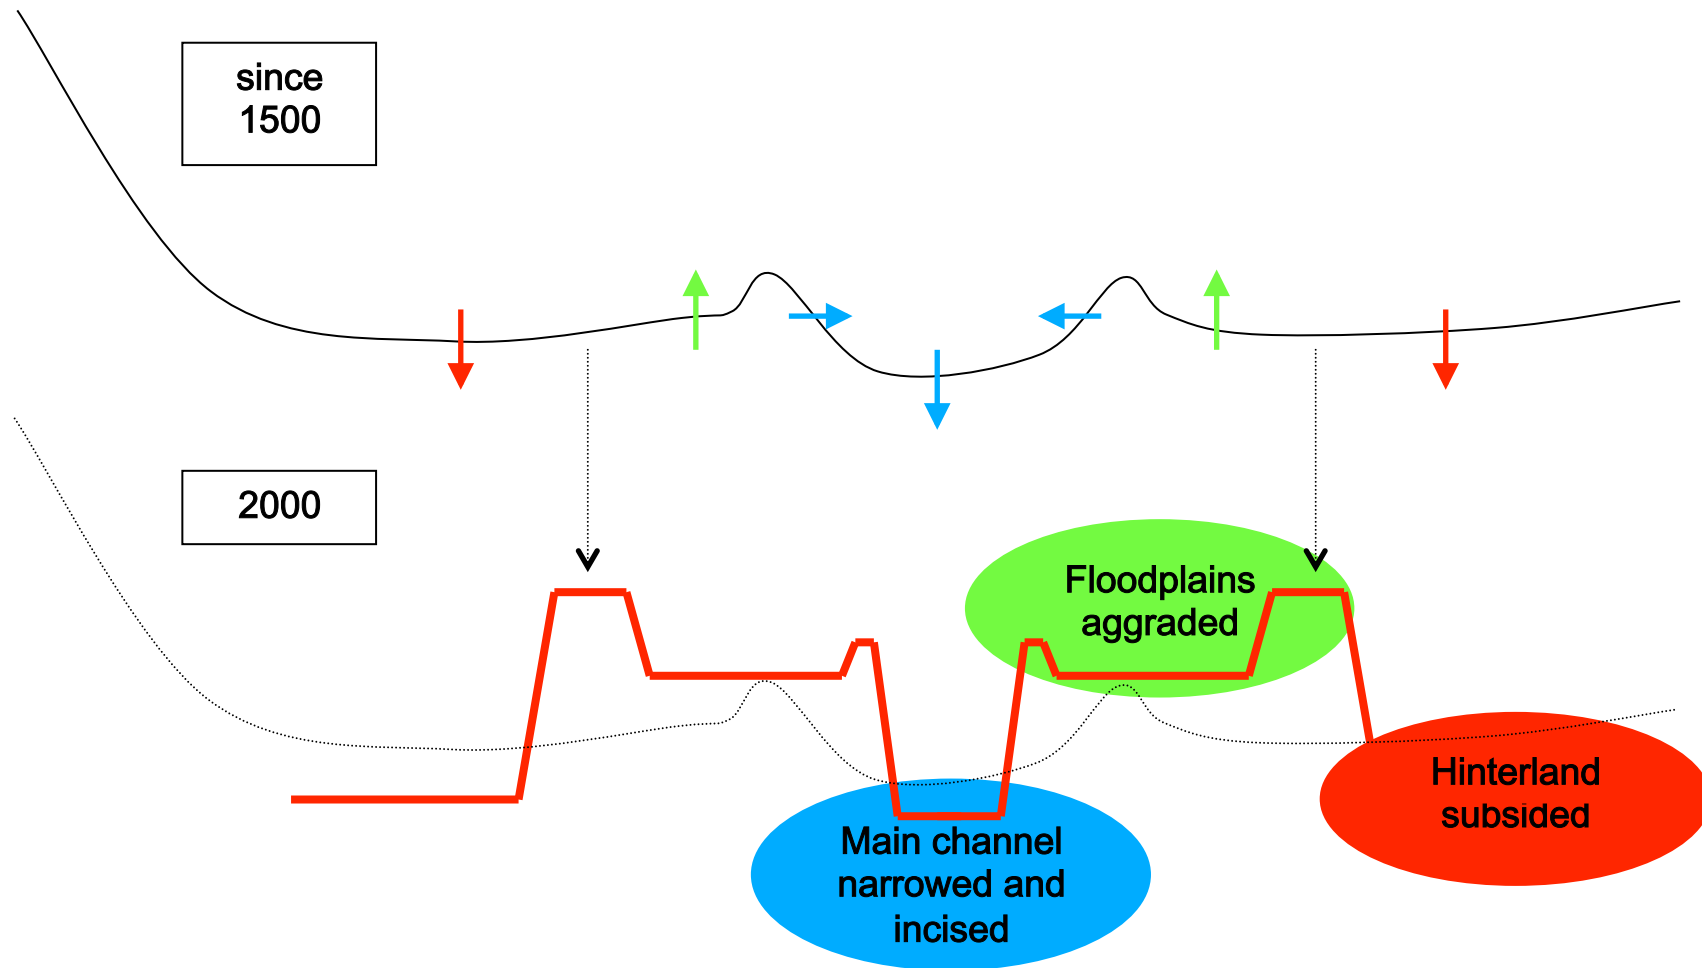 since
1500
2000
Floodplains
aggraded
Hinterland
subsided
Main channel
narrowed and
incised